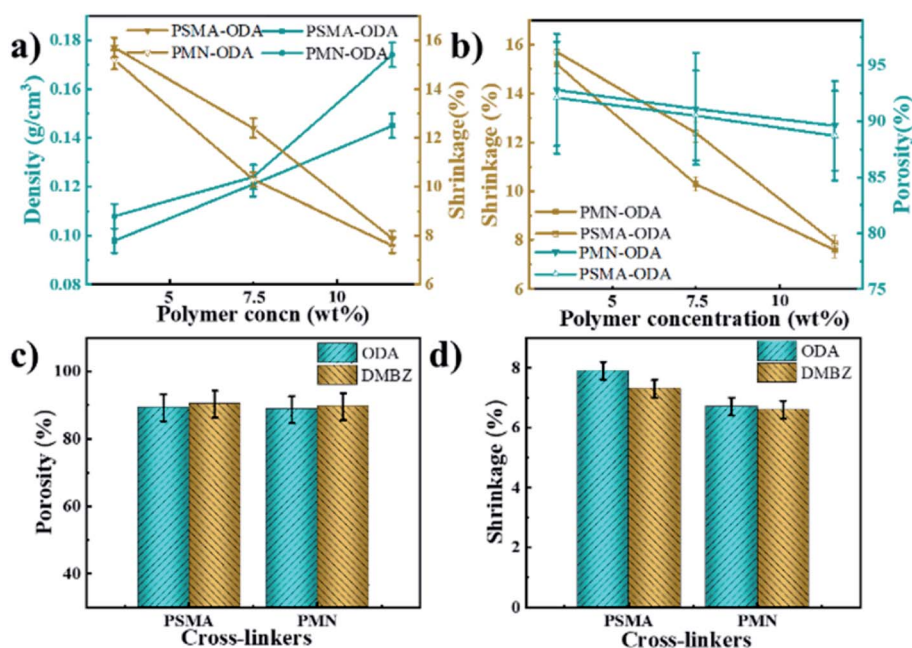 a)
PSMA-ODA PSMA-ODA
PMN-ODA PMN-ODA
Density (g/cm³)
0.18
0.16
0.14
0.12
0.10
0.08
Shrinkage(%)
16
14
12
10
8
6
5 7.5 10
Polymer concn (wt%)
b)
Shrinkage (%)
16
14
12
10
8
6
PMN-ODA
PSMA-ODA
PMN-ODA
PSMA-ODA
Porosity(%)
95
90
85
80
75
5 7.5 10
Polymer concentration (wt%)
c)
ODA
DMBZ
Porosity (%)
100
80
60
40
PSMA PMN
Cross-linkers
d)
ODA
DMBZ
Shrinkage (%)
8
6
4
2
0
PSMA PMN
Cross-linkers